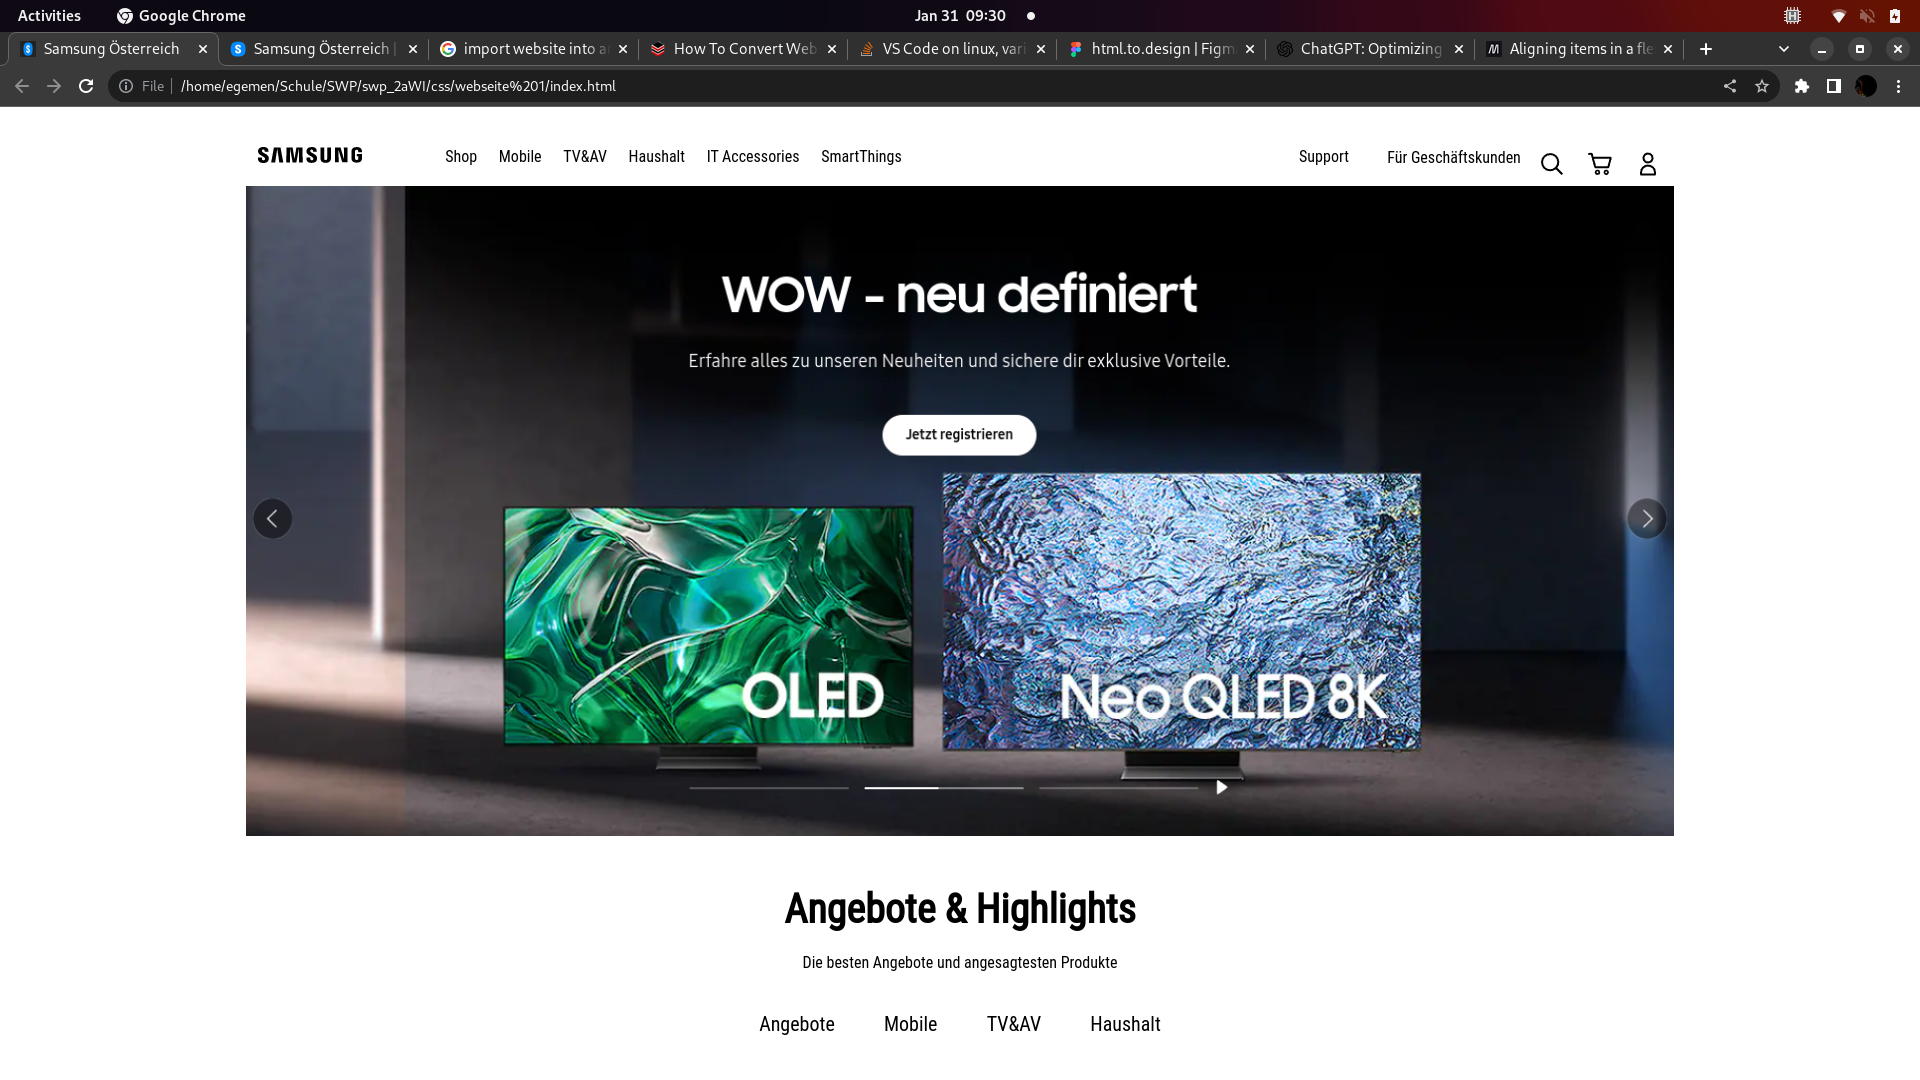 Activities Google Chrome Jan 31 09:30
Samsung Österreich Samsung Österreich | import website into a How To Convert Web VS Code on linux, vari html.to.design | Figm ChatGPT: Optimizing Aligning items in a fle
File /home/egemen/Schule/SWP/swp_2aWI/css/webseite%201/index.html
SAMSUNG Shop Mobile TV&AV Haushalt IT Accessories SmartThings Support Für Geschäftskunden
WOW - neu definiert
Erfahre alles zu unseren Neuheiten und sichere dir exklusive Vorteile.
Jetzt registrieren
OLED Neo QLED 8K
Angebote & Highlights
Die besten Angebote und angesagtesten Produkte
Angebote Mobile TV&AV Haushalt